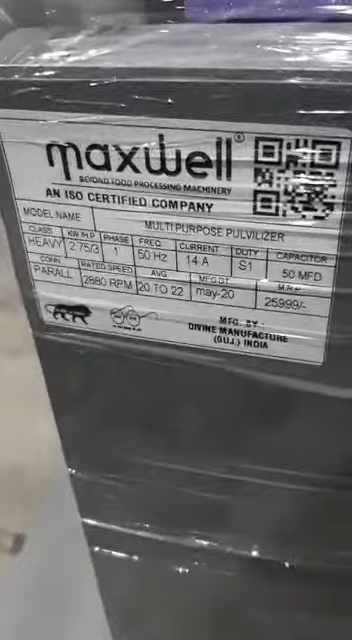 maxwell®
BEYOND FOOD PROCESSING MACHINERY
AN ISO CERTIFIED COMPANY
MODEL NAME MULTI PURPOSE PULVILIZER
CLASS KW/H.P PHASE FREQ CURRENT DUTY CAPACITOR
HEAVY 2.75/3 1 50 HZ 14 A S1 50 MFD
CONN. RATED SPEED AVG MFG DT M.R.P
PARALL 2880 RPM 20 TO 22 may-20 25999/-
MFG. BY :-
DIVINE MANUFACTURE
(GUJ.) INDIA